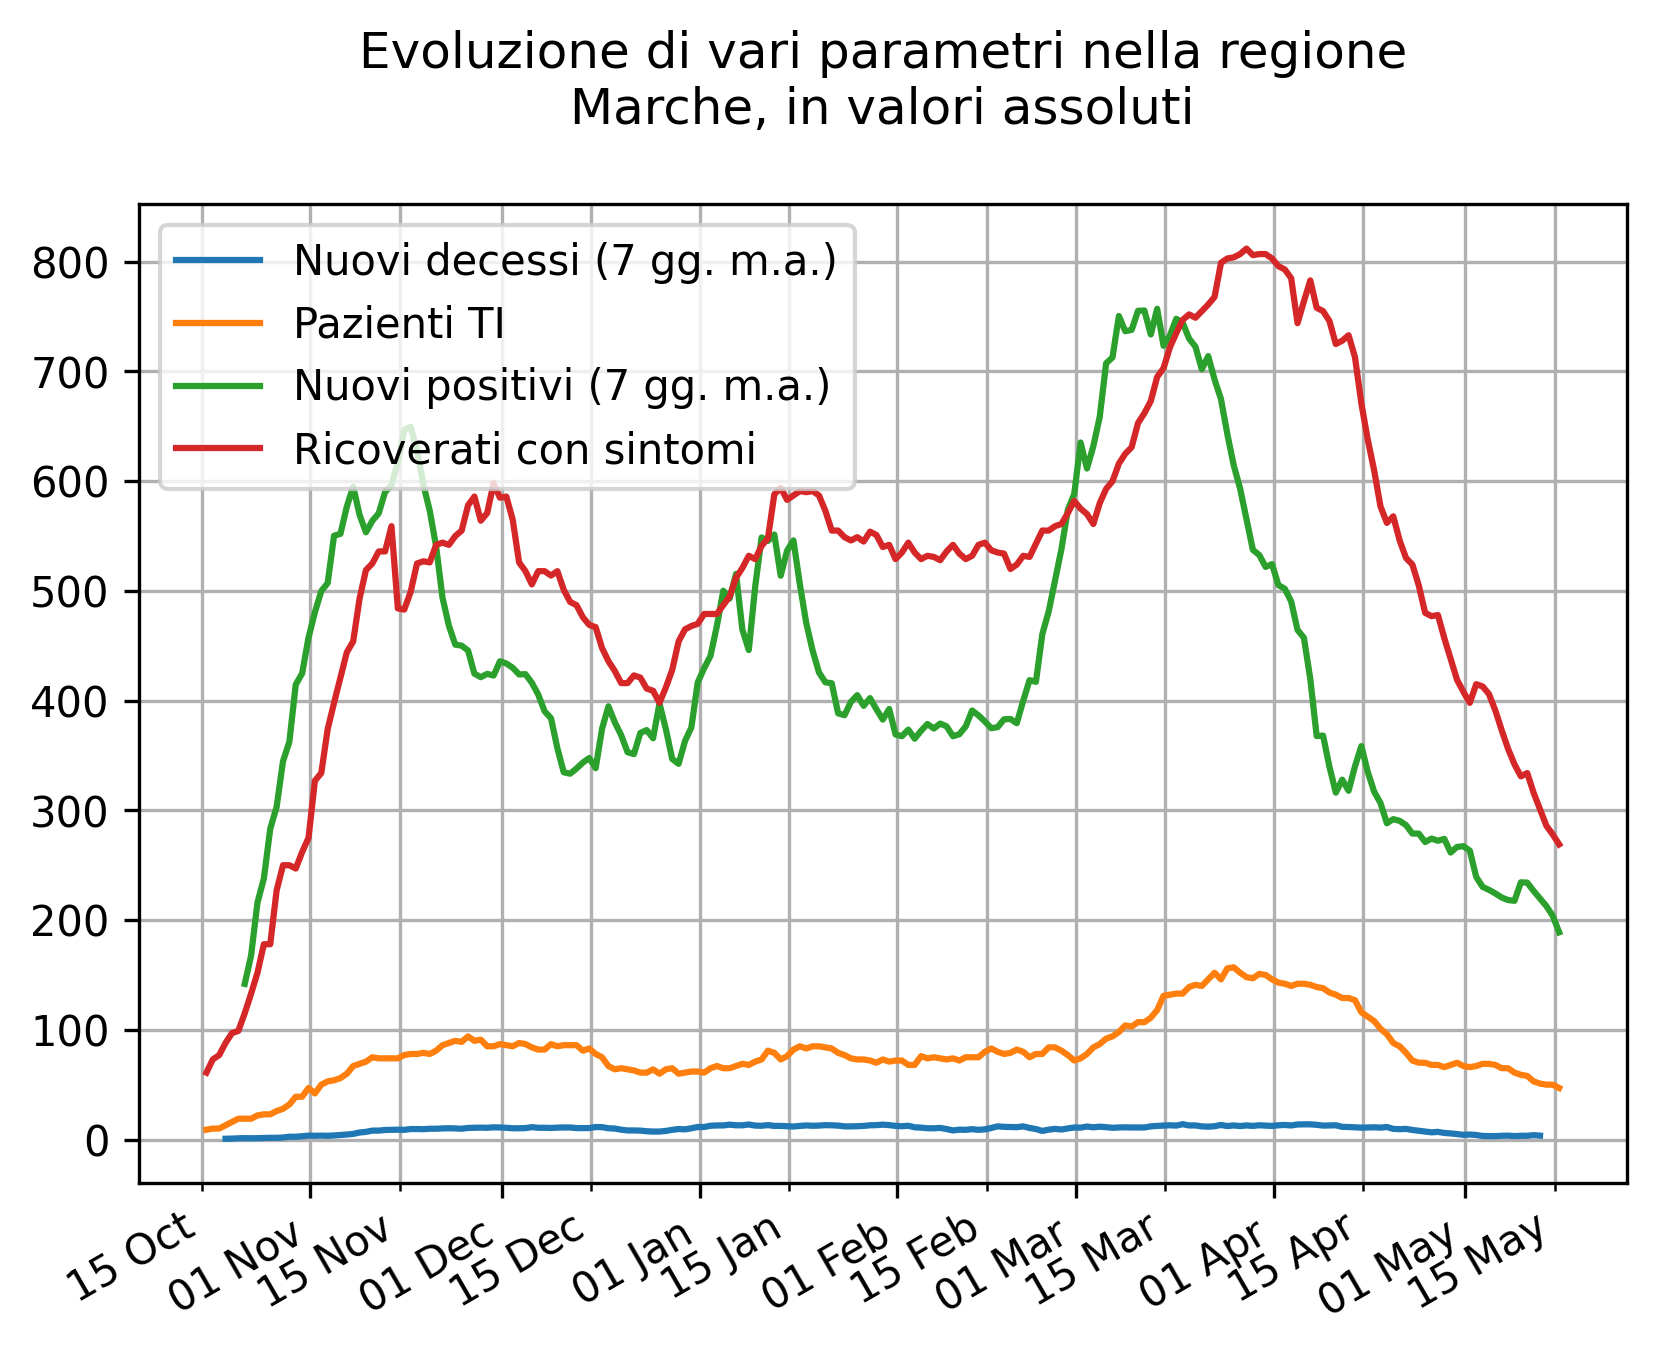 Evoluzione di vari parametri nella regione
Marche, in valori assoluti
Nuovi decessi (7 gg. m.a.)
Pazienti TI
Nuovi positivi (7 gg. m.a.)
Ricoverati con sintomi
800
700
600
500
400
300
200
100
0
15 Oct
01 Nov
15 Nov
01 Dec
15 Dec
01 Jan
15 Jan
01 Feb
15 Feb
01 Mar
15 Mar
01 Apr
15 Apr
01 May
15 May